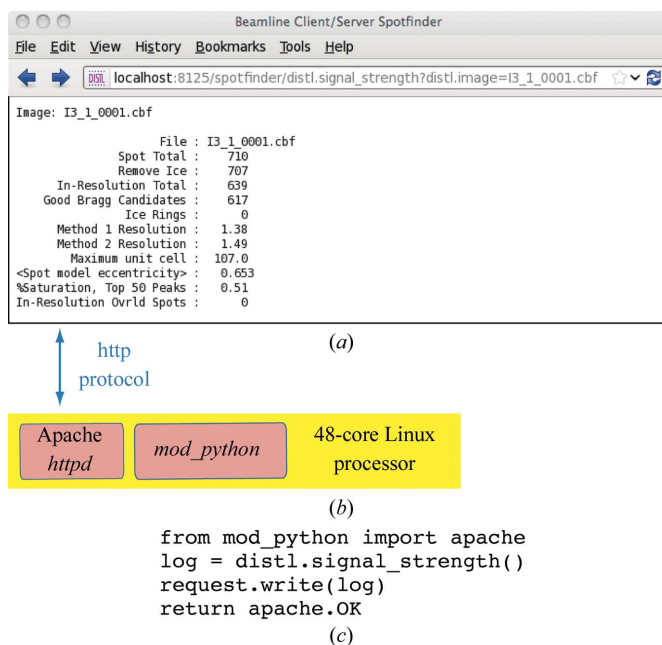 Beamline Client/Server Spotfinder
File Edit View History Bookmarks Tools Help
DISTL localhost:8125/spotfinder/distl.signal_strength?distl.image=I3_1_0001.cbf
Image: I3_1_0001.cbf
File : I3_1_0001.cbf
Spot Total : 710
Remove Ice : 707
In-Resolution Total : 639
Good Bragg Candidates : 617
Ice Rings : 0
Method 1 Resolution : 1.38
Method 2 Resolution : 1.49
Maximum unit cell : 107.0
<Spot model eccentricity> : 0.653
%Saturation, Top 50 Peaks : 0.51
In-Resolution Ovrld Spots : 0
(a)
http
protocol
Apache
httpd
mod_python
48-core Linux
processor
(b)
from mod_python import apache
log = distl.signal_strength()
request.write(log)
return apache.OK
(c)